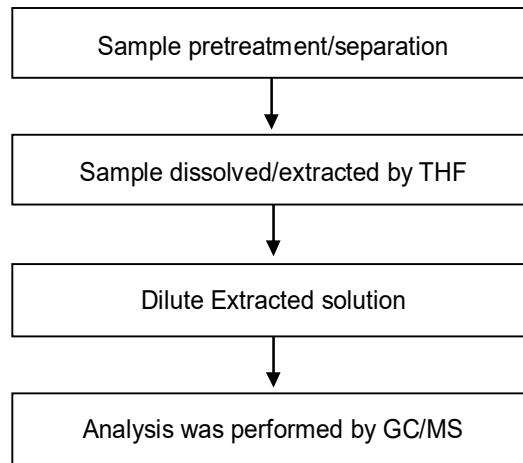 Sample pretreatment/separation
Sample dissolved/extracted by THF
Dilute Extracted solution
Analysis was performed by GC/MS